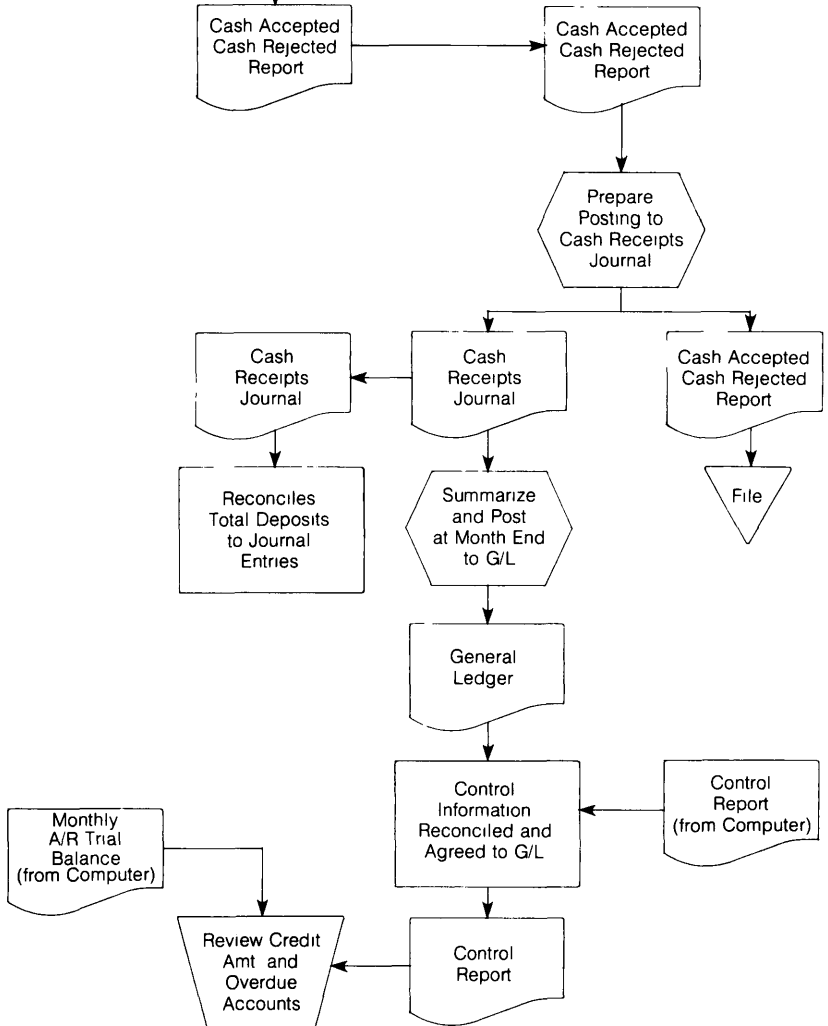 Cash Accepted
Cash Rejected
Report
Cash Accepted
Cash Rejected
Report
Prepare
Posting to
Cash Receipts
Journal
Cash
Receipts
Journal
Cash
Receipts
Journal
Cash Accepted
Cash Rejected
Report
Reconciles
Total Deposits
to Journal
Entries
Summarize
and Post
at Month End
to G/L
File
General
Ledger
Control
Information
Reconciled and
Agreed to G/L
Control
Report
(from Computer)
Monthly
A/R Trial
Balance
(from Computer)
Review Credit
Amt and
Overdue
Accounts
Control
Report